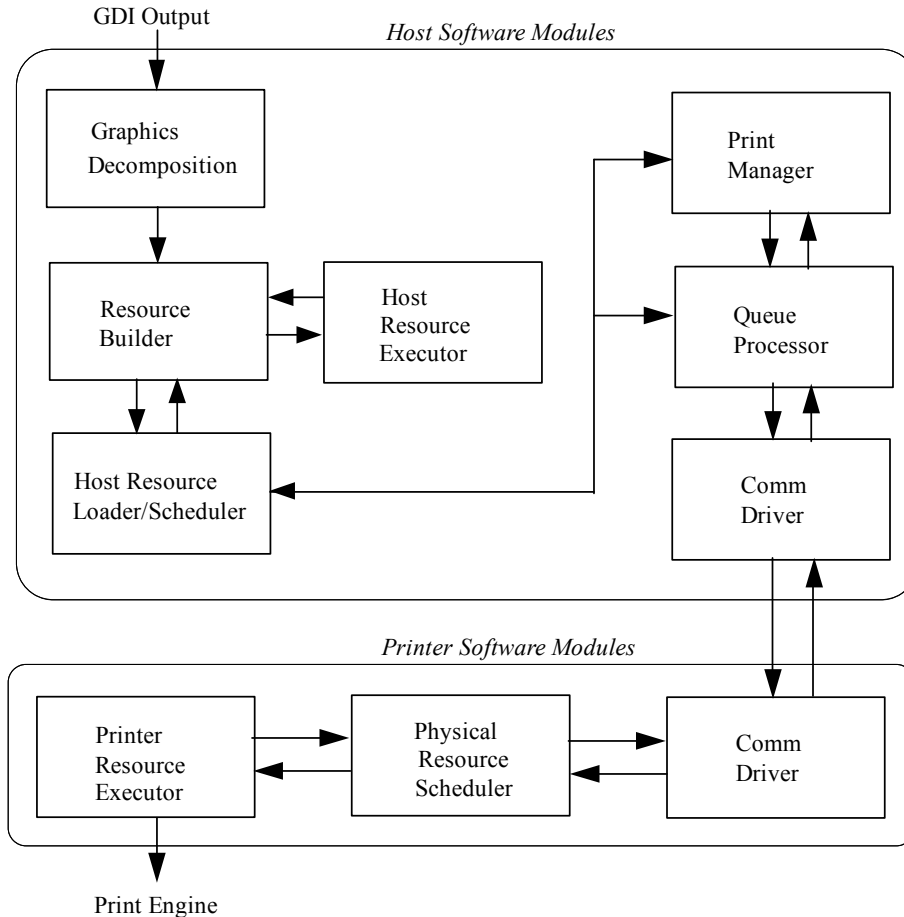 GDI Output
Host Software Modules
Graphics
Decomposition
Print
Manager
Resource
Builder
Host
Resource
Executor
Queue
Processor
Host Resource
Loader/Scheduler
Comm
Driver
Printer Software Modules
Printer
Resource
Executor
Physical
Resource
Scheduler
Comm
Driver
Print Engine